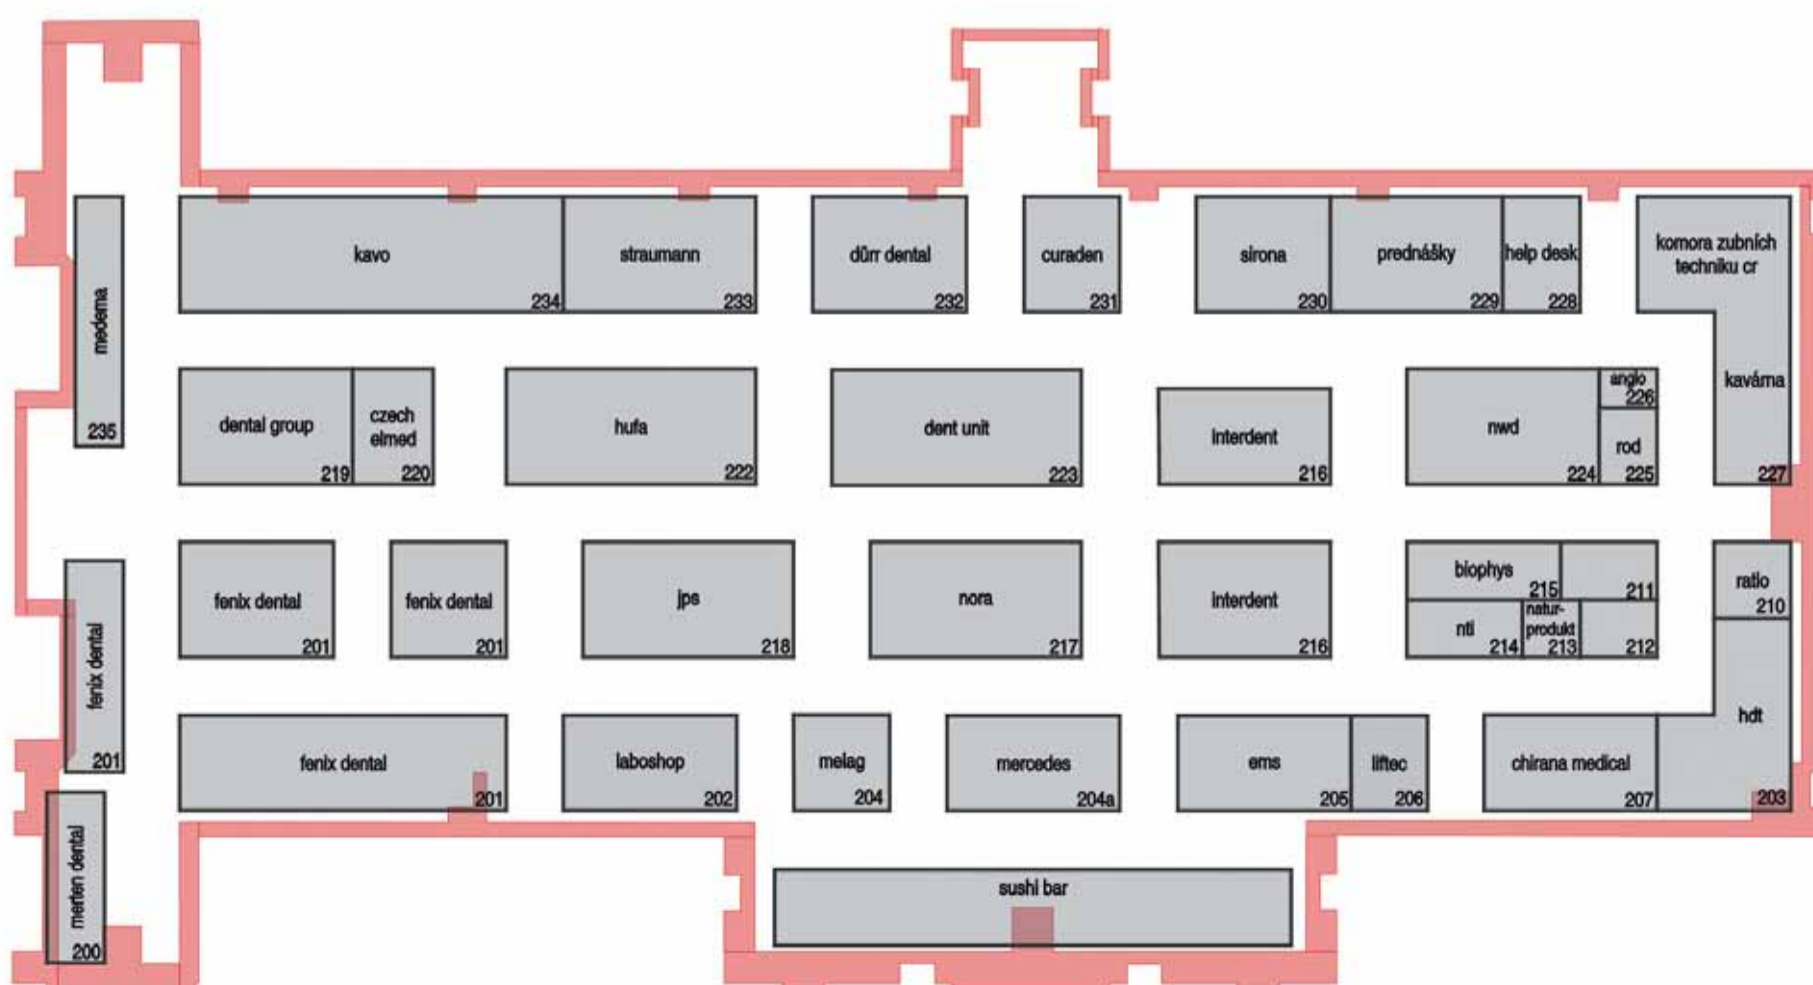 kavo
234
straumann
233
dürr dental
232
curaden
231
sirona
230
prednášky
229
help desk
228
komora zubních
techniku cr
kavárna
227
medema
235
dental group
219
czech
elmed
220
hufa
222
dent unit
223
interdent
216
nwd
224
anglo
226
rod
225
fenix dental
201
fenix dental
201
fenix dental
201
jps
218
nora
217
interdent
216
biophys
215
211
nti
214
natur-
produkt
213
212
ratio
210
hdt
203
fenix dental
201
laboshop
202
melag
204
mercedes
204a
ems
205
liftec
206
chirana medical
207
merten dental
200
sushi bar